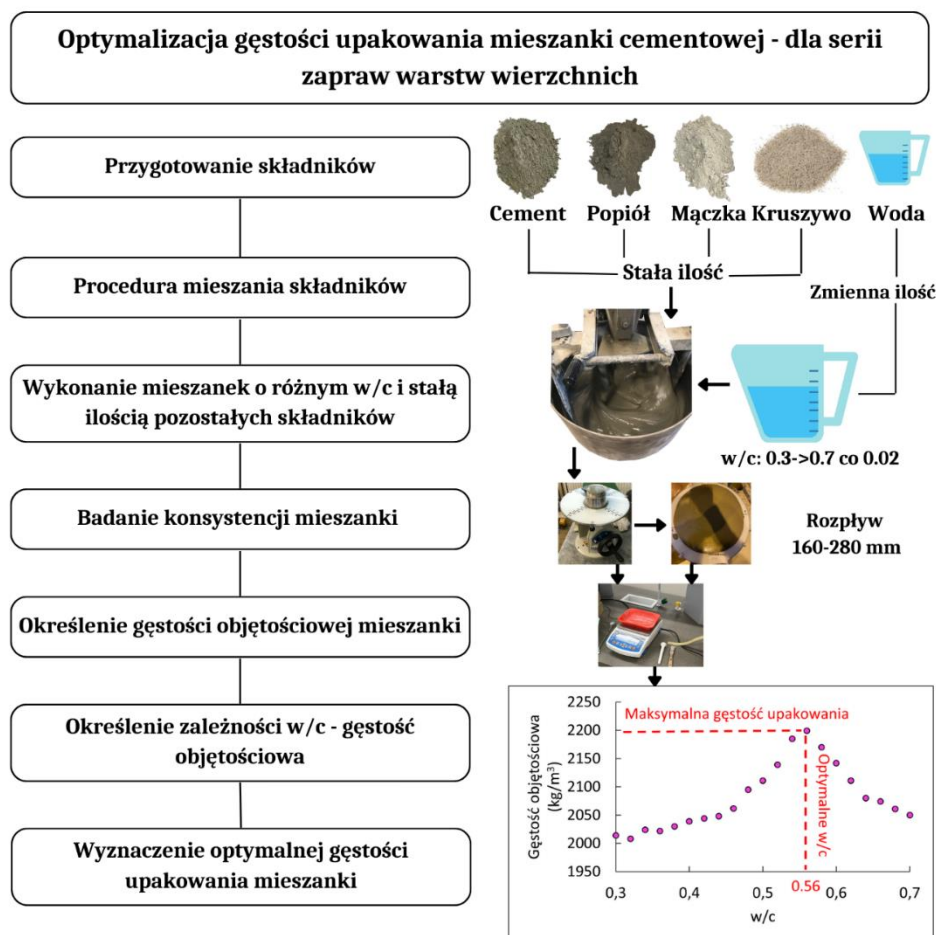 Optymalizacja gęstości upakowania mieszanki cementowej - dla serii
zapraw warstw wierzchnich
Przygotowanie składników
Procedura mieszania składników
Wykonanie mieszanek o różnym w/c i stałą
ilością pozostałych składników
Badanie konsystencji mieszanki
Określenie gęstości objętościowej mieszanki
Określenie zależności w/c - gęstość
objętościowa
Wyznaczenie optymalnej gęstości
upakowania mieszanki
Cement Popiół Mączka Kruszywo Woda
Stała ilość
Zmienna ilość
w/c: 0.3->0.7 co 0.02
Rozpływ
160-280 mm
Gęstość objętościowa
(kg/m³)
2250
2200
2150
2100
2050
2000
1950
Maksymalna gęstość upakowania
Optymalne w/c
0.56
0,3 0,4 0,5 0,6 0,7
w/c